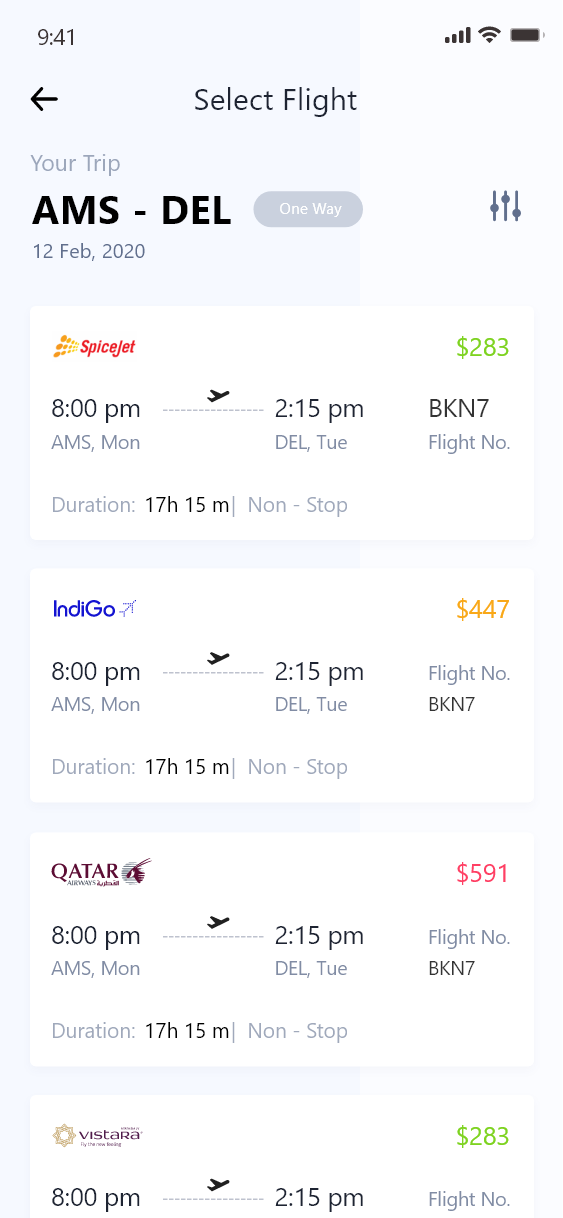 9:41
Select Flight
Your Trip
AMS - DEL One Way
12 Feb, 2020
SpiceJet $283
8:00 pm 2:15 pm BKN7
AMS, Mon DEL, Tue Flight No.
Duration: 17h 15 m| Non - Stop
IndiGo $447
8:00 pm 2:15 pm Flight No.
AMS, Mon DEL, Tue BKN7
Duration: 17h 15 m| Non - Stop
QATAR $591
AIRWAYS القطرية
8:00 pm 2:15 pm Flight No.
AMS, Mon DEL, Tue BKN7
Duration: 17h 15 m| Non - Stop
vistara $283
fly the new feeling
8:00 pm 2:15 pm Flight No.